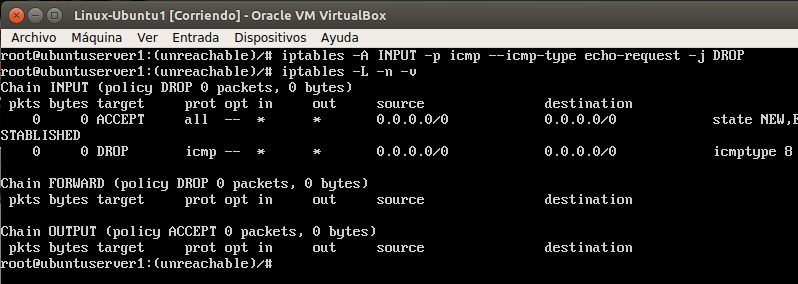 Linux-Ubuntu1 [Corriendo] - Oracle VM VirtualBox
Archivo Máquina Ver Entrada Dispositivos Ayuda
root@ubuntuserver1:(unreachable)/# iptables -A INPUT -p icmp --icmp-type echo-request -j DROP
root@ubuntuserver1:(unreachable)/# iptables -L -n -v
Chain INPUT (policy DROP 0 packets, 0 bytes)
pkts bytes target prot opt in out source destination
0 0 ACCEPT all -- * * 0.0.0.0/0 0.0.0.0/0 state NEW,E
STABLISHED
0 0 DROP icmp -- * * 0.0.0.0/0 0.0.0.0/0 icmptype 8
Chain FORWARD (policy DROP 0 packets, 0 bytes)
pkts bytes target prot opt in out source destination
Chain OUTPUT (policy ACCEPT 0 packets, 0 bytes)
pkts bytes target prot opt in out source destination
root@ubuntuserver1:(unreachable)/#